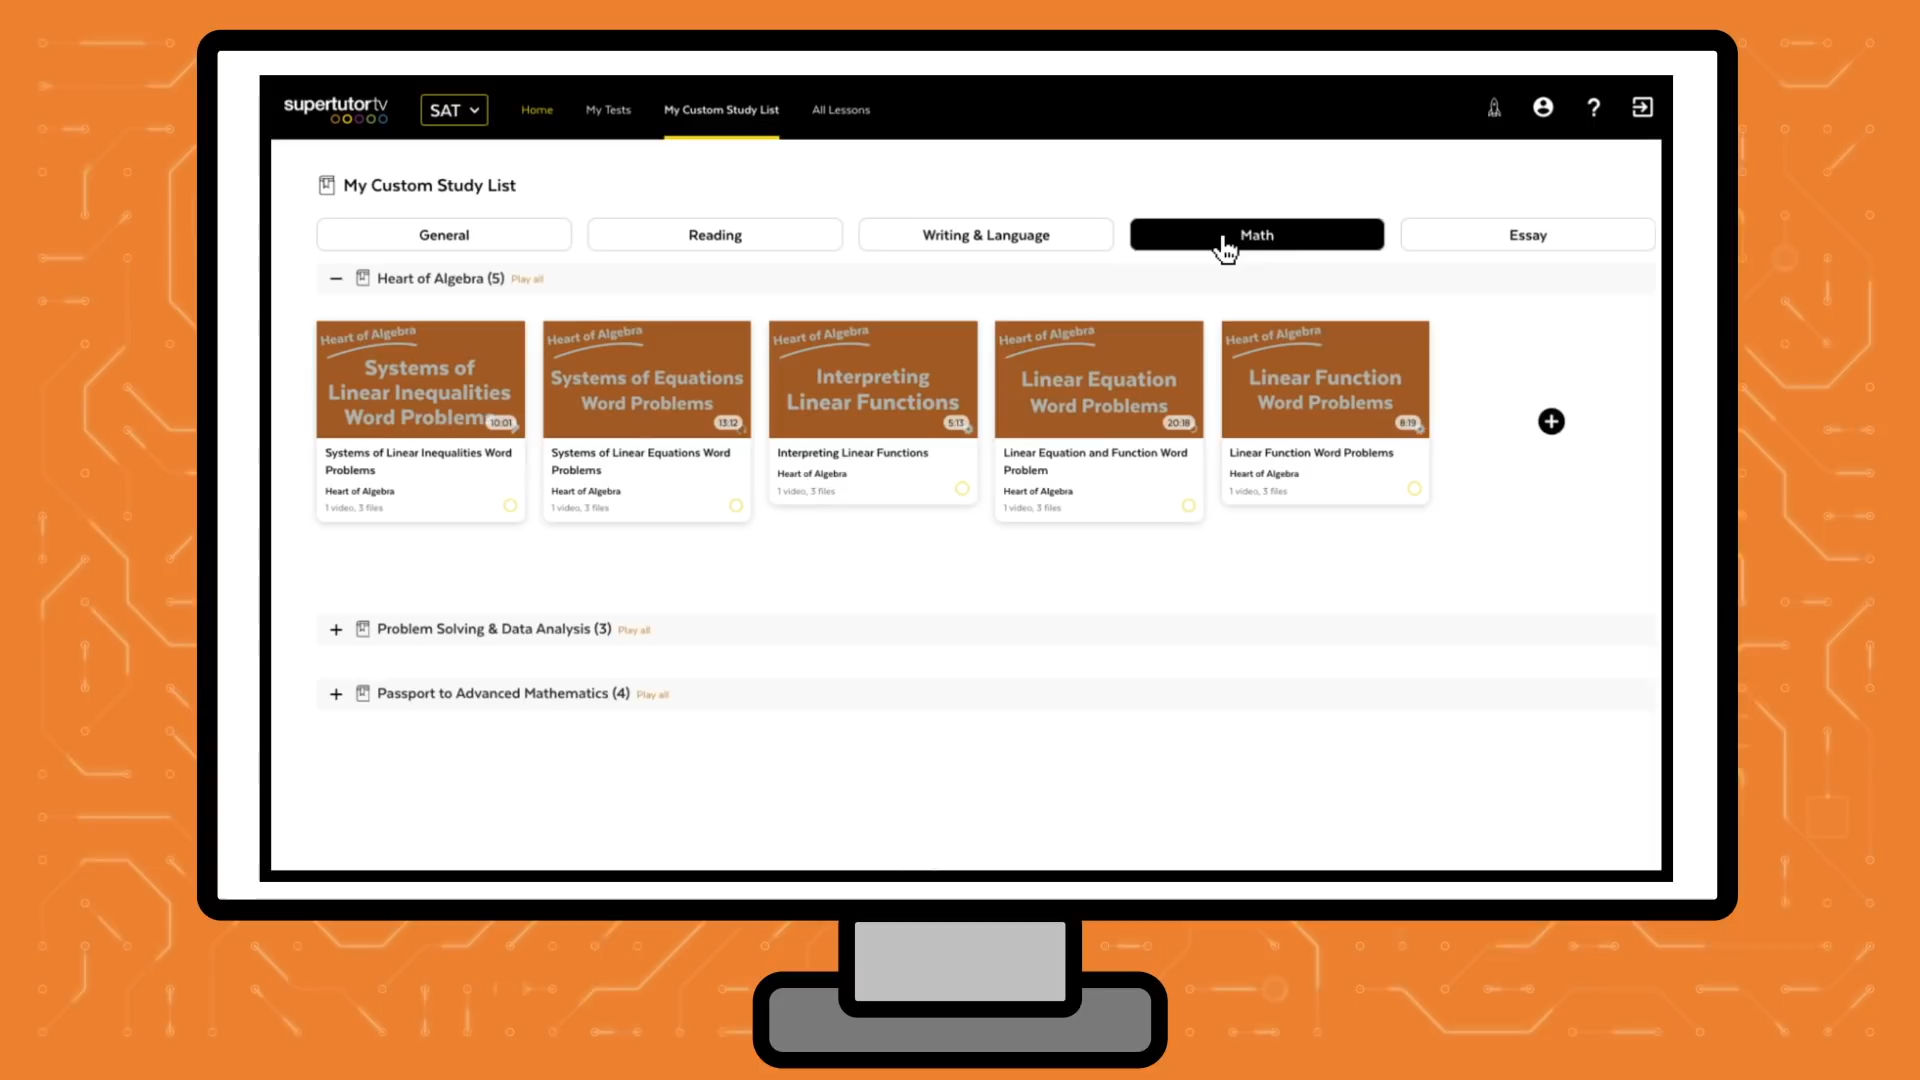 supertutortv
SAT
Home
My Tests
My Custom Study List
All Lessons
?
My Custom Study List
General
Reading
Writing & Language
Math
Essay
Heart of Algebra (5) Play all
Heart of Algebra
Systems of
Linear Inequalities
Word Problems
10:01
Systems of Linear Inequalities Word
Problems
Heart of Algebra
1 video, 3 files
Heart of Algebra
Systems of Equations
Word Problems
13:12
Systems of Linear Equations Word
Problems
Heart of Algebra
1 video, 3 files
Heart of Algebra
Interpreting
Linear Functions
5:13
Interpreting Linear Functions
Heart of Algebra
1 video, 3 files
Heart of Algebra
Linear Equation
Word Problems
20:18
Linear Equation and Function Word
Problem
Heart of Algebra
1 video, 3 files
Heart of Algebra
Linear Function
Word Problems
8:19
Linear Function Word Problems
Heart of Algebra
1 video, 3 files
Problem Solving & Data Analysis (3) Play all
Passport to Advanced Mathematics (4) Play all